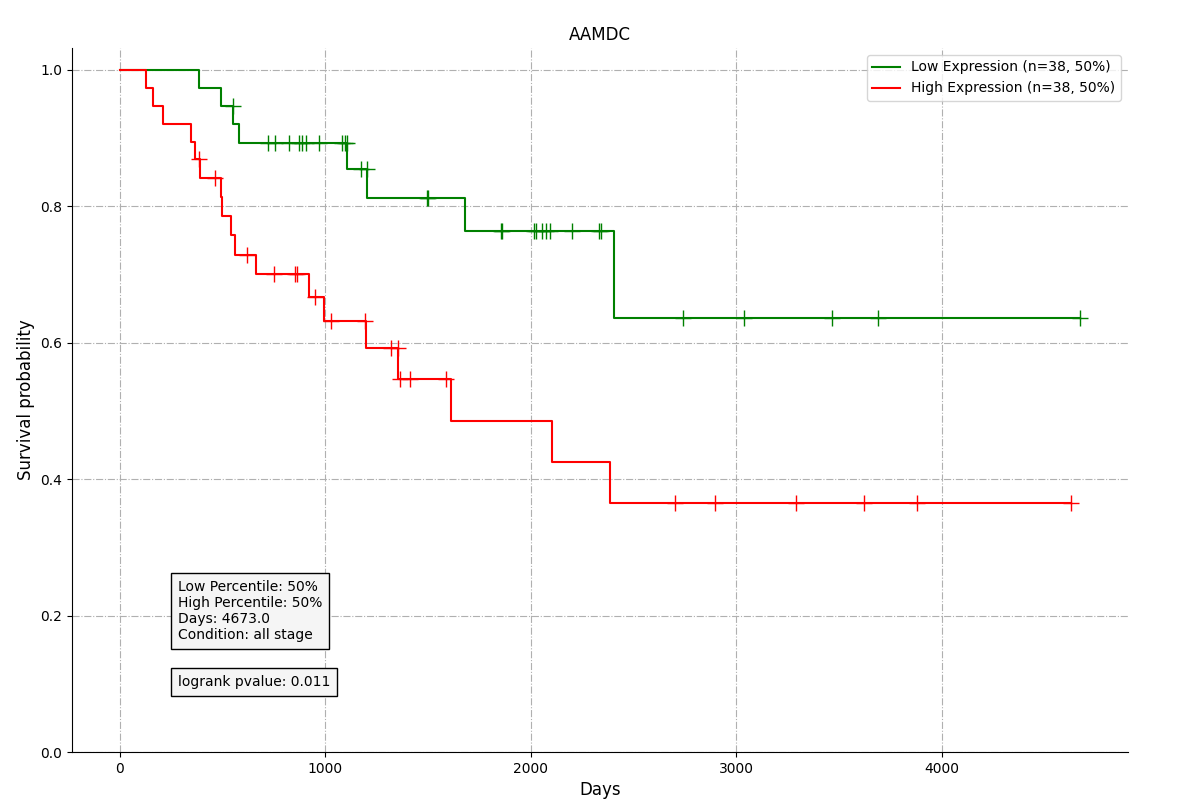 AAMDC
Low Expression (n=38, 50%)
High Expression (n=38, 50%)
Survival probability
1.0
0.8
0.6
0.4
0.2
0.0
Low Percentile: 50%
High Percentile: 50%
Days: 4673.0
Condition: all stage
logrank pvalue: 0.011
0 1000 2000 3000 4000
Days